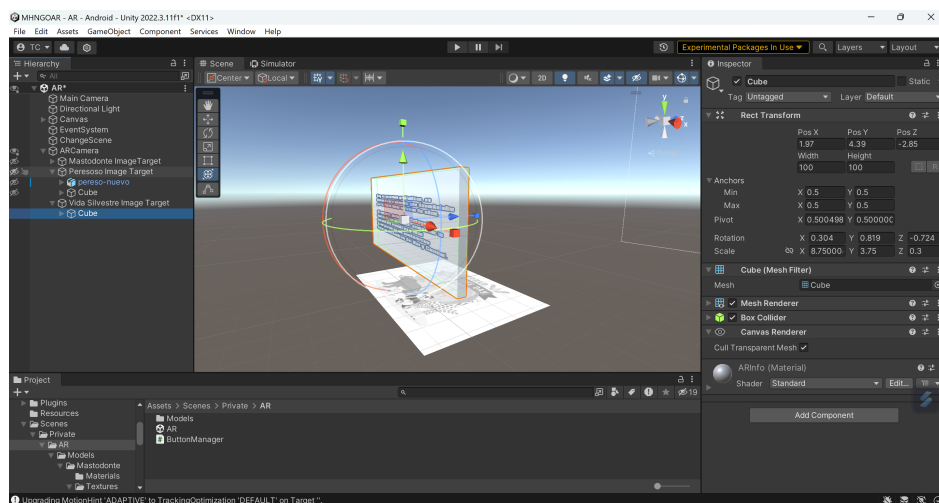 MHNGOAR - AR - Android - Unity 2022.3.11f1* <DX11>
File Edit Assets GameObject Component Services Window Help
TC
Experimental Packages In Use
Layers
Layout
Hierarchy
All
AR*
Main Camera
Directional Light
Canvas
EventSystem
ChangeScene
ARCamera
Mastodonte ImageTarget
Peresoso Image Target
pereso-nuevo
Cube
Vida Silvestre Image Target
Cube
Scene Simulator
Center Local
2D
y
x
Inspector
Cube Static
Tag Untagged Layer Default
Rect Transform
Pos X Pos Y Pos Z
1.97 4.39 -2.85
Width Height
100 100
R
Anchors
Min X 0.5 Y 0.5
Max X 0.5 Y 0.5
Pivot X 0.500498 Y 0.500000
Rotation X 0.304 Y 0.819 Z -0.724
Scale X 8.75000 Y 3.75 Z 0.3
Cube (Mesh Filter)
Mesh Cube
Mesh Renderer
Box Collider
Canvas Renderer
Cull Transparent Mesh
ARInfo (Material)
Shader Standard Edit...
Add Component
Project
19
Plugins
Resources
Scenes
Private
AR
Models
Mastodonte
Materials
Textures
Assets > Scenes > Private > AR
Models
AR
ButtonManager
Upgrading MotionHint 'ADAPTIVE' to TrackingOptimization 'DEFAULT' on Target ''.